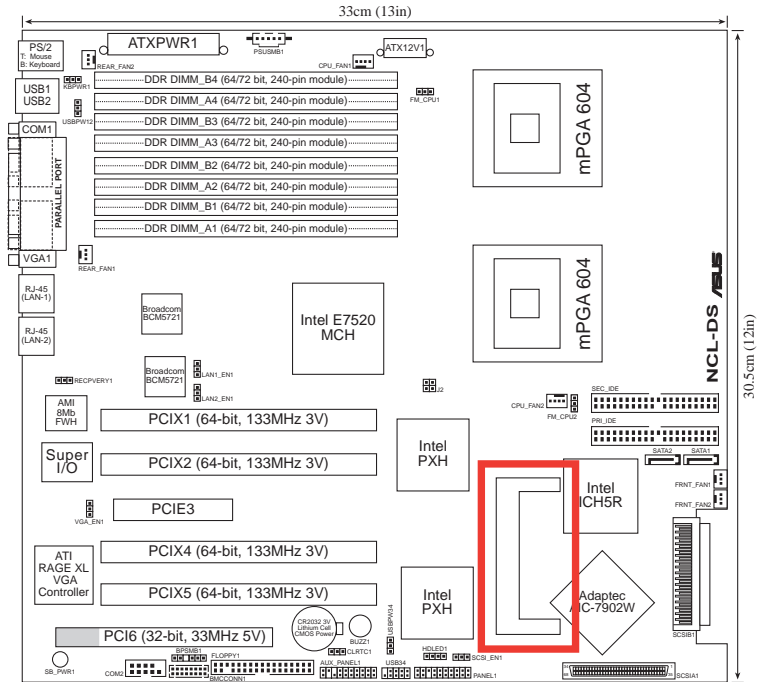 33cm (13in)
PS/2
T: Mouse
B: Keyboard
ATXPWR1
PSUSMB1
ATX12V1
REAR_FAN2
CPU_FAN1
KBPWR1
USB1
USB2
USBPW12
FM_CPU1
DDR DIMM_B4 (64/72 bit, 240-pin module)
DDR DIMM_A4 (64/72 bit, 240-pin module)
DDR DIMM_B3 (64/72 bit, 240-pin module)
DDR DIMM_A3 (64/72 bit, 240-pin module)
DDR DIMM_B2 (64/72 bit, 240-pin module)
DDR DIMM_A2 (64/72 bit, 240-pin module)
DDR DIMM_B1 (64/72 bit, 240-pin module)
DDR DIMM_A1 (64/72 bit, 240-pin module)
mPGA 604
COM1
PARALLEL PORT
VGA1
REAR_FAN1
RJ-45
(LAN-1)
RJ-45
(LAN-2)
Broadcom
BCM5721
Intel E7520
MCH
mPGA 604
NCL-DS
ASUS
30.5cm (12in)
Broadcom
BCM5721
LAN1_EN1
LAN2_EN1
RECPVERY1
J2
CPU_FAN2
FM_CPU2
SEC_IDE
PRI_IDE
SATA2
SATA1
AMI
8Mb
FWH
PCIX1 (64-bit, 133MHz 3V)
Super
I/O
PCIX2 (64-bit, 133MHz 3V)
Intel
PXH
Intel
ICH5R
FRNT_FAN1
FRNT_FAN2
VGA_EN1
PCIE3
ATI
RAGE XL
VGA
Controller
PCIX4 (64-bit, 133MHz 3V)
PCIX5 (64-bit, 133MHz 3V)
Intel
PXH
Adaptec
AIC-7902W
SCSIB1
PCI6 (32-bit, 33MHz 5V)
CR2032 3V
Lithium Cell
CMOS Power
BUZZ1
USBPW34
SB_PWR1
COM2
BPSMB1
BMCCONN1
FLOPPY1
CLRTC1
AUX_PANEL1
USB34
HDLED1
SCSI_EN1
PANEL1
SCSIA1